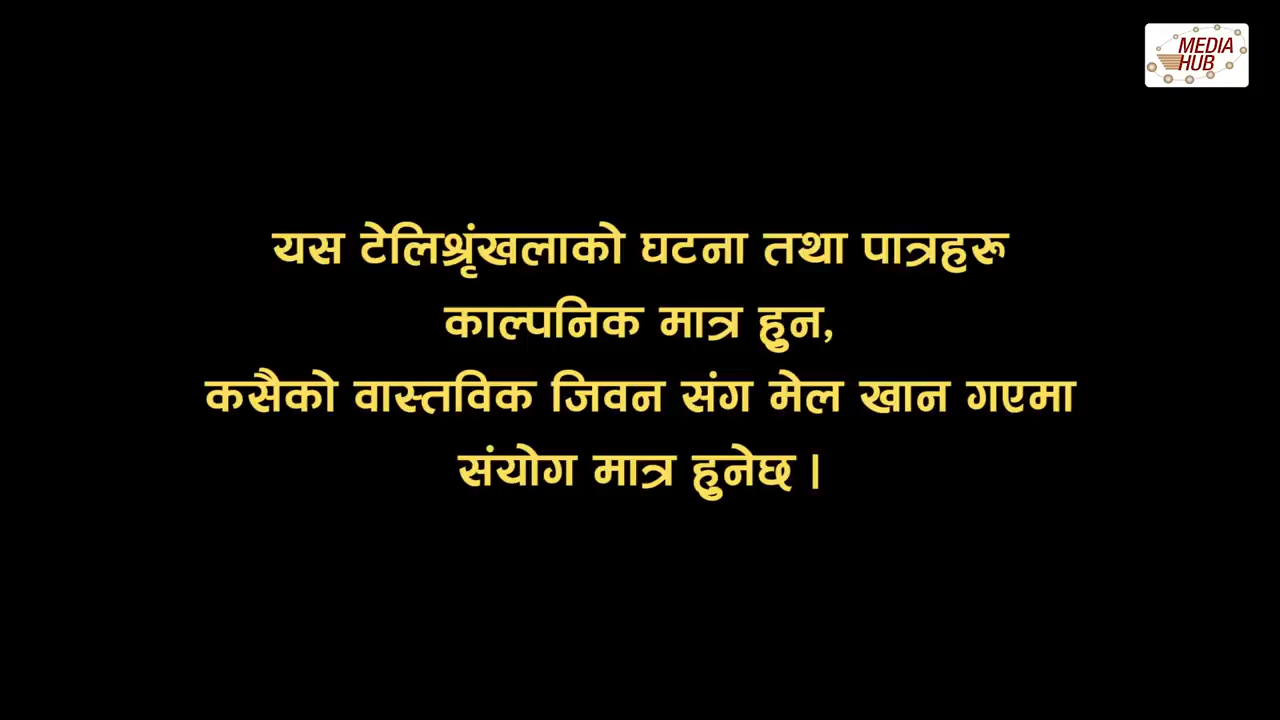 MEDIA
HUB
यस टेलिश्रृंखलाको घटना तथा पात्रहरू
काल्पनिक मात्र हुन,
कसैको वास्तविक जिवन संग मेल खान गएमा
संयोग मात्र हुनेछ ।